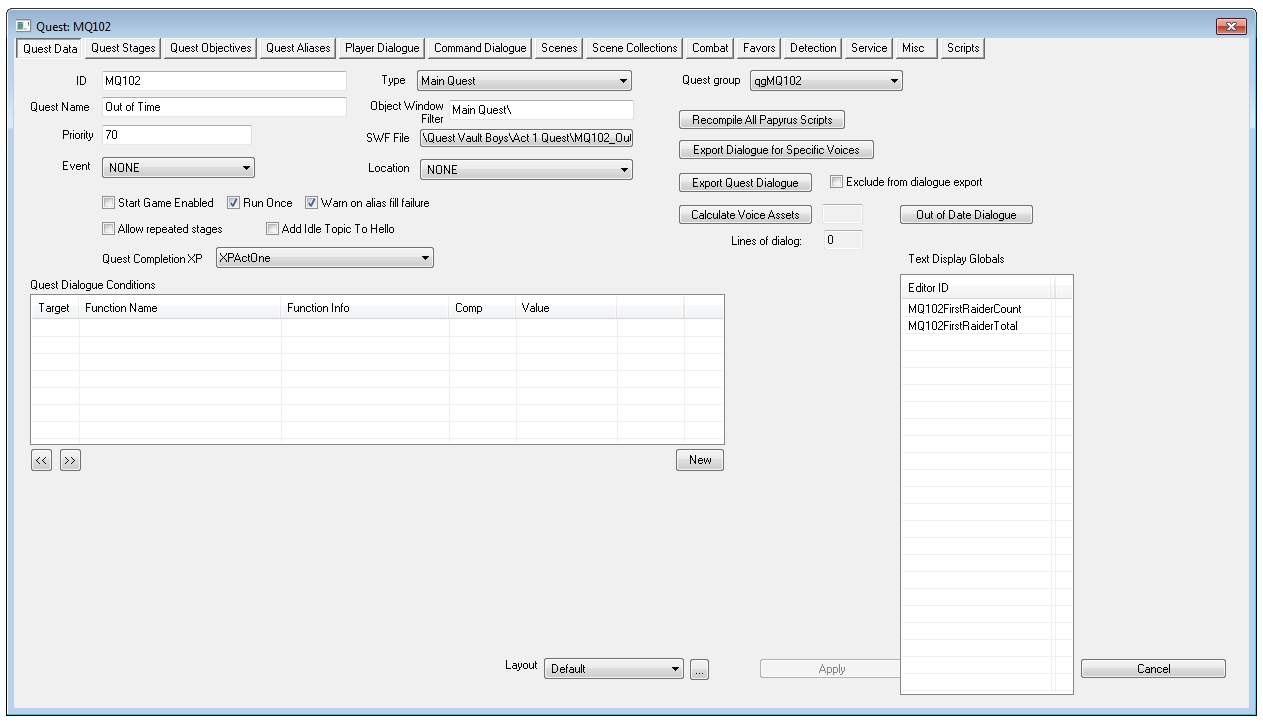 Quest: MQ102
Quest Data Quest Stages Quest Objectives Quest Aliases Player Dialogue Command Dialogue Scenes Scene Collections Combat Favors Detection Service Misc Scripts
ID MQ102 Type Main Quest Quest group qgMQ102
Quest Name Out of Time Object Window Filter Main Quest\
Priority 70 SWF File \Quest Vault Boys\Act 1 Quest\MQ102_Out
Event NONE Location NONE
Recompile All Papyrus Scripts
Export Dialogue for Specific Voices
Export Quest Dialogue Exclude from dialogue export
Start Game Enabled Run Once Warn on alias fill failure
Calculate Voice Assets Out of Date Dialogue
Allow repeated stages Add Idle Topic To Hello
Lines of dialog: 0
Quest Completion XP XPActOne
Text Display Globals
Quest Dialogue Conditions
Target Function Name Function Info Comp Value
Editor ID
MQ102FirstRaiderCount
MQ102FirstRaiderTotal
<< >> New
Layout Default ... Apply Cancel